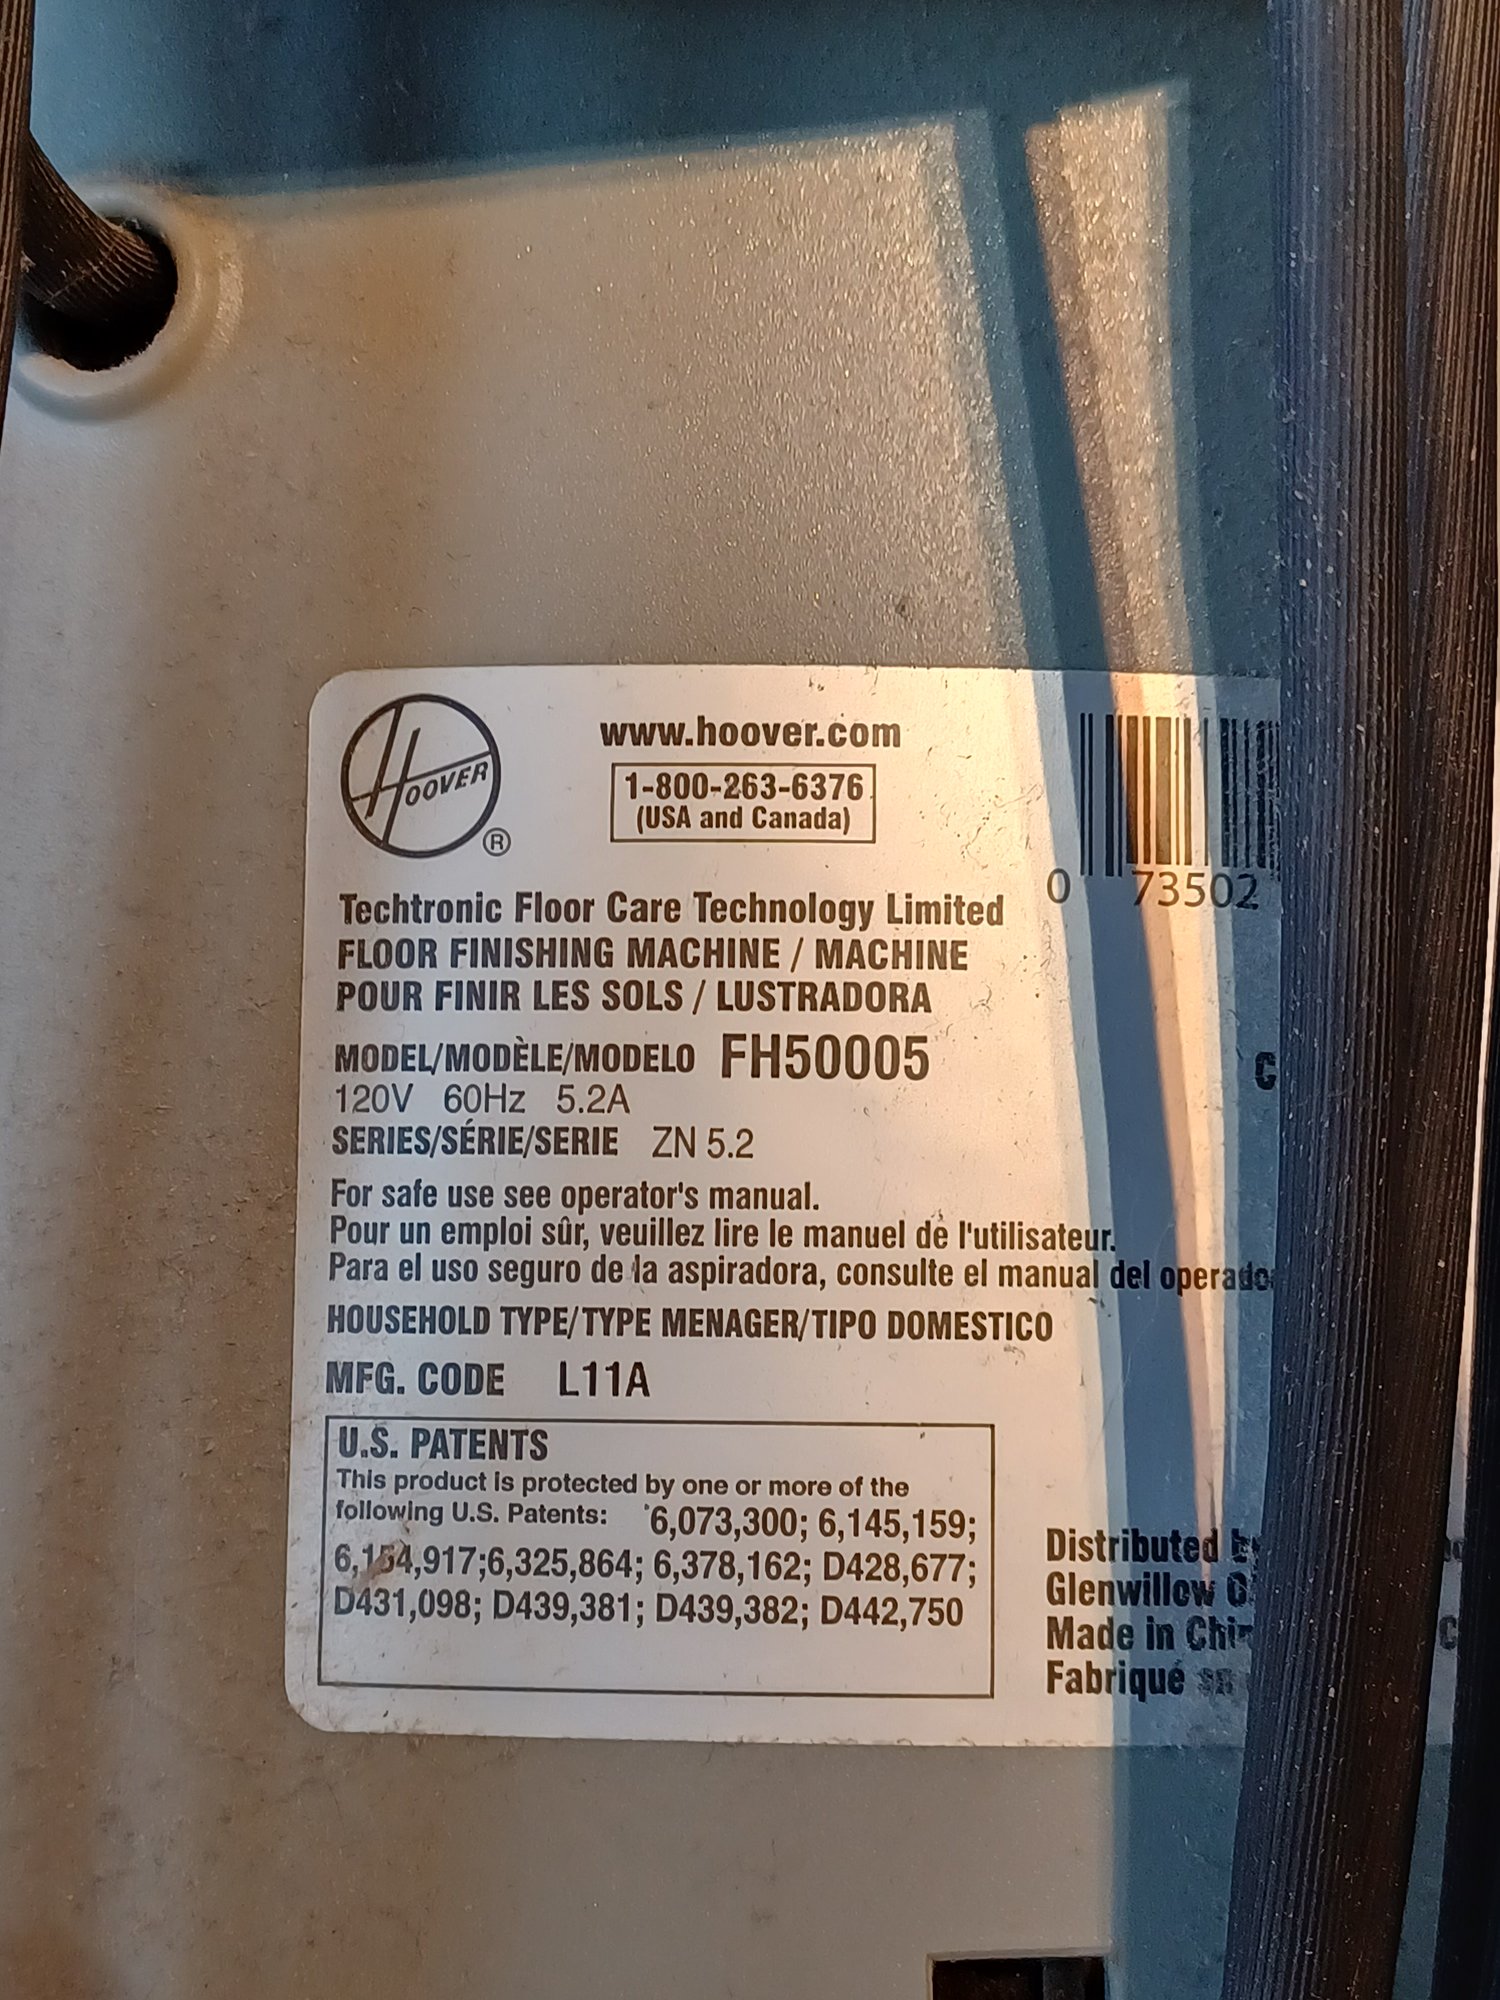 HOOVER
®
www.hoover.com
1-800-263-6376
(USA and Canada)
0 73502
Techtronic Floor Care Technology Limited
FLOOR FINISHING MACHINE / MACHINE
POUR FINIR LES SOLS / LUSTRADORA
MODEL/MODÈLE/MODELO FH50005
120V 60Hz 5.2A
SERIES/SÉRIE/SERIE ZN 5.2
For safe use see operator's manual.
Pour un emploi sûr, veuillez lire le manuel de l'utilisateur.
Para el uso seguro de la aspiradora, consulte el manual del
HOUSEHOLD TYPE/TYPE MENAGER/TIPO DOMESTICO
MFG. CODE L11A
U.S. PATENTS
This product is protected by one or more of the
following U.S. Patents: 6,073,300; 6,145,159;
6,154,917;6,325,864; 6,378,162; D428,677;
D431,098; D439,381; D439,382; D442,750
Distributed
Glenwillow
Made in
Fabriqué en